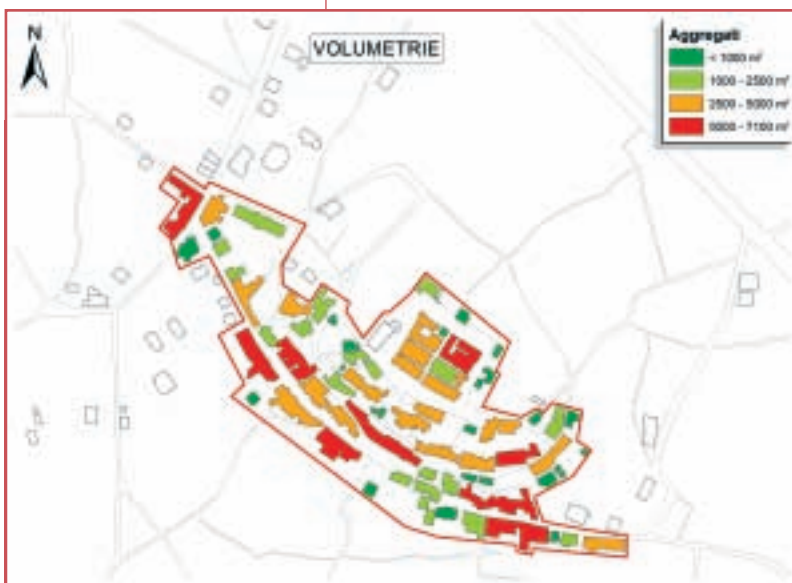 N
VOLUMETRIE
Aggregati
< 1000 m³
1000 - 2500 m³
2500 - 5000 m³
5000 - 7100 m³